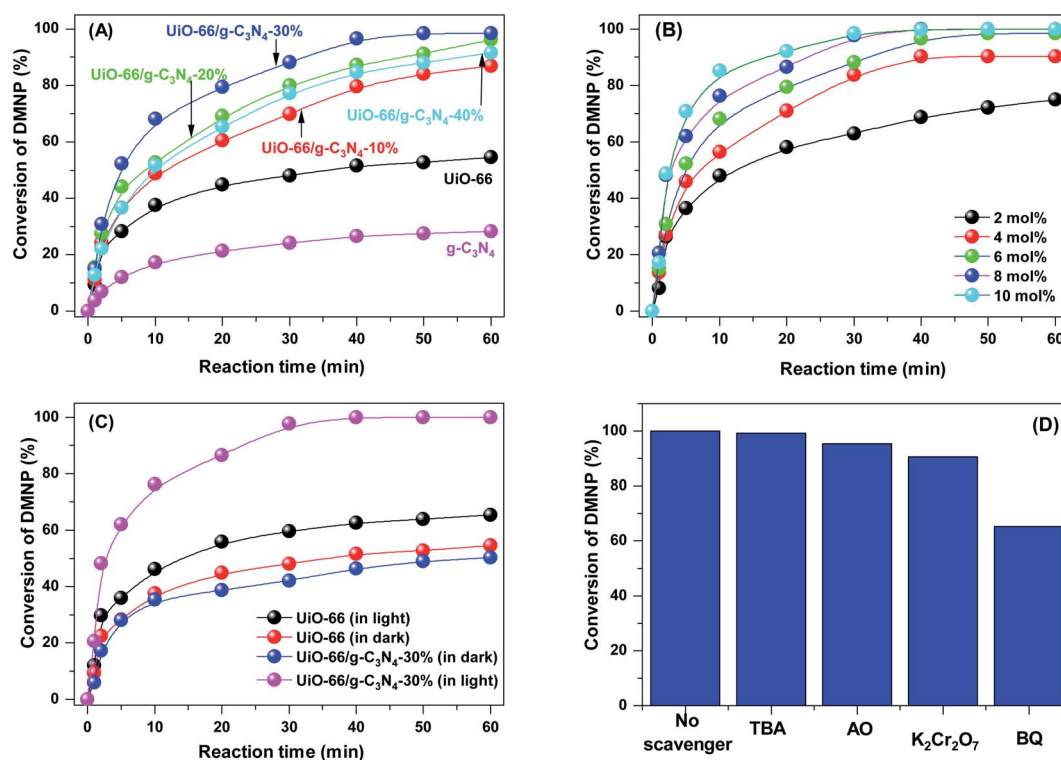 (A)
UiO-66/g-C₃N₄-30%
UiO-66/g-C₃N₄-20%
UiO-66/g-C₃N₄-40%
UiO-66/g-C₃N₄-10%
UiO-66
g-C₃N₄
Conversion of DMNP (%)
100
80
60
40
20
0
0 10 20 30 40 50 60
Reaction time (min)
(B)
Conversion of DMNP (%)
100
80
60
40
20
0
2 mol%
4 mol%
6 mol%
8 mol%
10 mol%
0 10 20 30 40 50 60
Reaction time (min)
(C)
Conversion of DMNP (%)
100
80
60
40
20
0
UiO-66 (in light)
UiO-66 (in dark)
UiO-66/g-C₃N₄-30% (in dark)
UiO-66/g-C₃N₄-30% (in light)
0 10 20 30 40 50 60
Reaction time (min)
(D)
Conversion of DMNP (%)
100
80
60
40
20
0
No
scavenger
TBA
AO
K₂Cr₂O₇
BQ